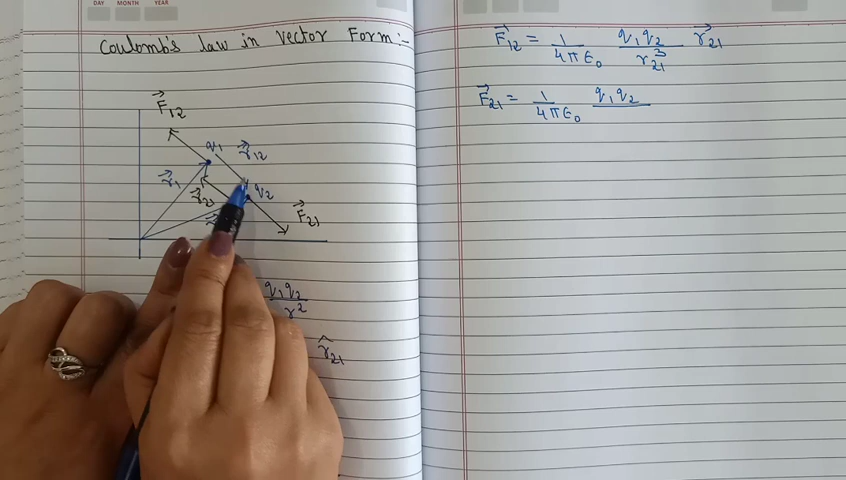 DAY MONTH YEAR
Coulomb's law in vector Form:-
F⃗12
q1
r⃗12
r⃗1
r⃗21
q2
F⃗21
q1q2
r²
r̂21
F⃗12 = 1/4πε0 q1q2/r21³ r⃗21
F⃗21 = 1/4πε0 q1q2